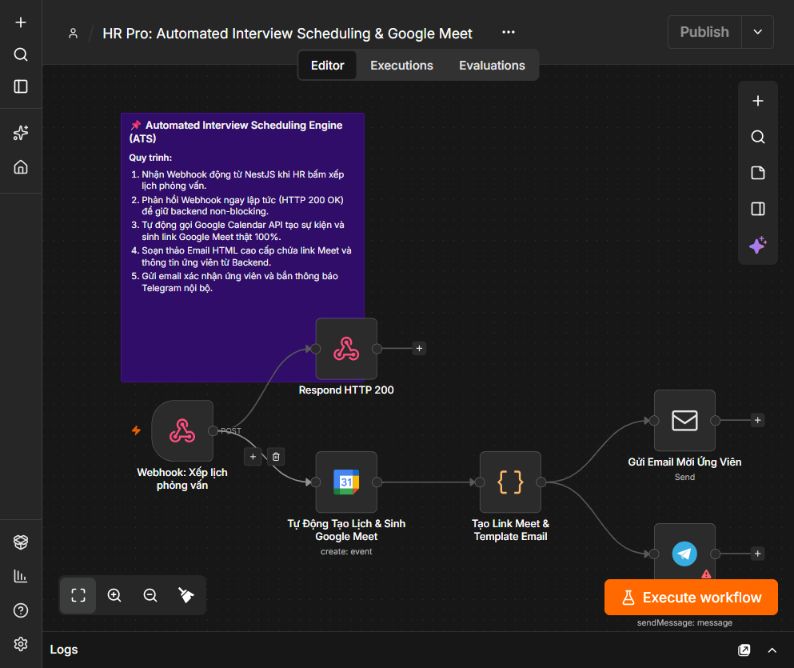 HR Pro: Automated Interview Scheduling & Google Meet
Publish
Editor
Executions
Evaluations
📌 Automated Interview Scheduling Engine
(ATS)
Quy trình:
1. Nhận Webhook động từ NestJS khi HR bấm xếp
lịch phỏng vấn.
2. Phản hồi Webhook ngay lập tức (HTTP 200 OK)
để giữ backend non-blocking.
3. Tự động gọi Google Calendar API tạo sự kiện và
sinh link Google Meet thật 100%.
4. Soạn thảo Email HTML cao cấp chứa link Meet và
thông tin ứng viên từ Backend.
5. Gửi email xác nhận ứng viên và bắn thông báo
Telegram nội bộ.
Respond HTTP 200
POST
Webhook: Xếp lịch
phỏng vấn
31
Tự Động Tạo Lịch & Sinh
Google Meet
create: event
Tạo Link Meet &
Template Email
Gửi Email Mời Ứng Viên
Send
Execute workflow
sendMessage: message
Logs